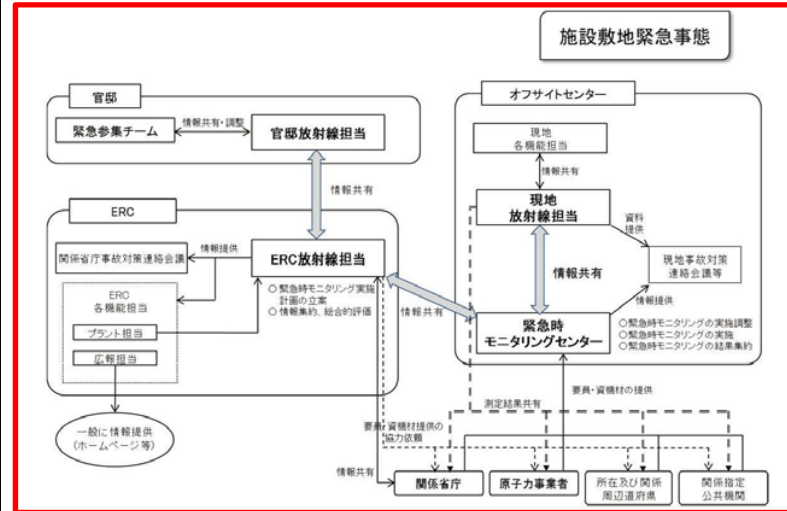 施設敷地緊急事態
官邸
緊急参集チーム
情報共有・調整
官邸放射線担当
情報共有
オフサイトセンター
現地
各機能担当
情報共有
現地
放射線担当
資料
提供
情報共有
現地事故対策
連絡会議等
情報提供
緊急時
モニタリングセンター
○緊急時モニタリングの実施調整
○緊急時モニタリングの実施
○緊急時モニタリングの結果集約
ERC
関係省庁事故対策連絡会議
情報提供
ERC放射線担当
○緊急時モニタリング実施
計画の立案
○情報集約、総合的評価
情報共有
ERC
各機能担当
プラント担当
広報担当
一般に情報提供
(ホームページ等)
要員・資機材の提供
測定結果共有
要員・資機材提供の
協力依頼
情報共有
関係省庁
原子力事業者
所在及び関係
周辺道府県
関係指定
公共機関